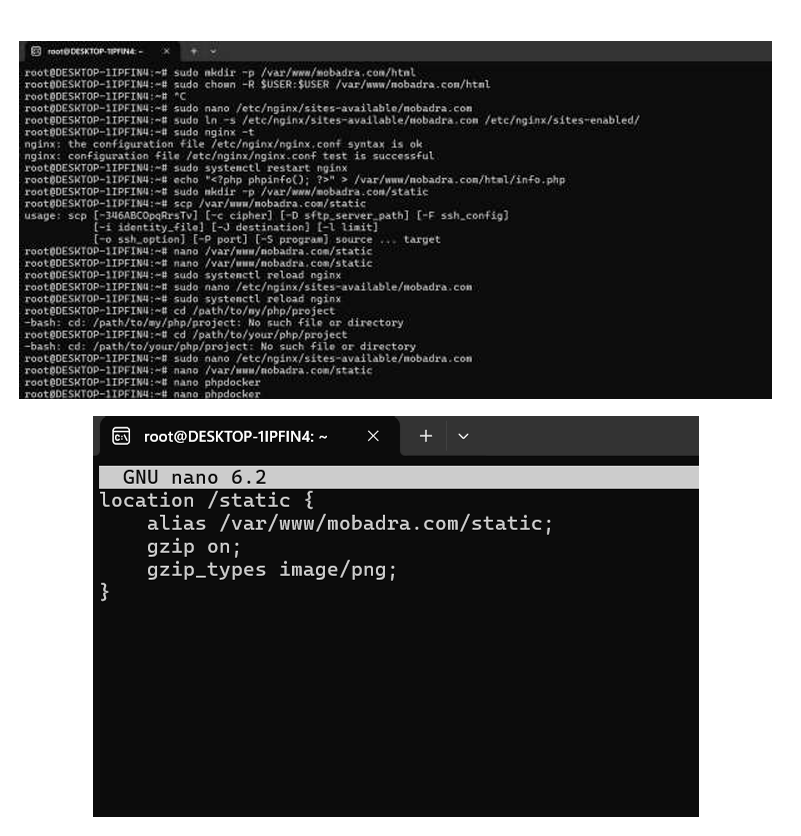 root@DESKTOP-1IPFIN4: ~
root@DESKTOP-1IPFIN4:~# sudo mkdir -p /var/www/mobadra.com/html
root@DESKTOP-1IPFIN4:~# sudo chown -R $USER:$USER /var/www/mobadra.com/html
root@DESKTOP-1IPFIN4:~# ^C
root@DESKTOP-1IPFIN4:~# sudo nano /etc/nginx/sites-available/mobadra.com
root@DESKTOP-1IPFIN4:~# sudo ln -s /etc/nginx/sites-available/mobadra.com /etc/nginx/sites-enabled/
root@DESKTOP-1IPFIN4:~# sudo nginx -t
nginx: the configuration file /etc/nginx/nginx.conf syntax is ok
nginx: configuration file /etc/nginx/nginx.conf test is successful
root@DESKTOP-1IPFIN4:~# sudo systemctl restart nginx
root@DESKTOP-1IPFIN4:~# echo "<?php phpinfo(); ?>" > /var/www/mobadra.com/html/info.php
root@DESKTOP-1IPFIN4:~# sudo mkdir -p /var/www/mobadra.com/static
root@DESKTOP-1IPFIN4:~# scp /var/www/mobadra.com/static
usage: scp [-346ABCOpqRrsTv] [-c cipher] [-D sftp_server_path] [-F ssh_config]
[-i identity_file] [-J destination] [-l limit]
[-o ssh_option] [-P port] [-S program] source ... target
root@DESKTOP-1IPFIN4:~# nano /var/www/mobadra.com/static
root@DESKTOP-1IPFIN4:~# nano /var/www/mobadra.com/static
root@DESKTOP-1IPFIN4:~# sudo systemctl reload nginx
root@DESKTOP-1IPFIN4:~# sudo nano /etc/nginx/sites-available/mobadra.com
root@DESKTOP-1IPFIN4:~# sudo systemctl reload nginx
root@DESKTOP-1IPFIN4:~# cd /path/to/my/php/project
-bash: cd: /path/to/my/php/project: No such file or directory
root@DESKTOP-1IPFIN4:~# cd /path/to/your/php/project
-bash: cd: /path/to/your/php/project: No such file or directory
root@DESKTOP-1IPFIN4:~# sudo nano /etc/nginx/sites-available/mobadra.com
root@DESKTOP-1IPFIN4:~# nano /var/www/mobadra.com/static
root@DESKTOP-1IPFIN4:~# nano phpdocker
root@DESKTOP-1IPFIN4:~# nano phpdocker
root@DESKTOP-1IPFIN4: ~
GNU nano 6.2
location /static {
    alias /var/www/mobadra.com/static;
    gzip on;
    gzip_types image/png;
}